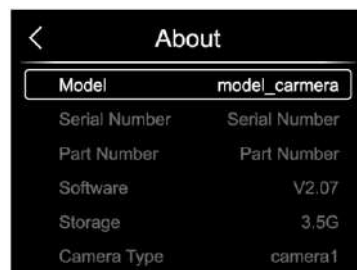 About
Model model_carmera
Serial Number Serial Number
Part Number Part Number
Software V2.07
Storage 3.5G
Camera Type camera1